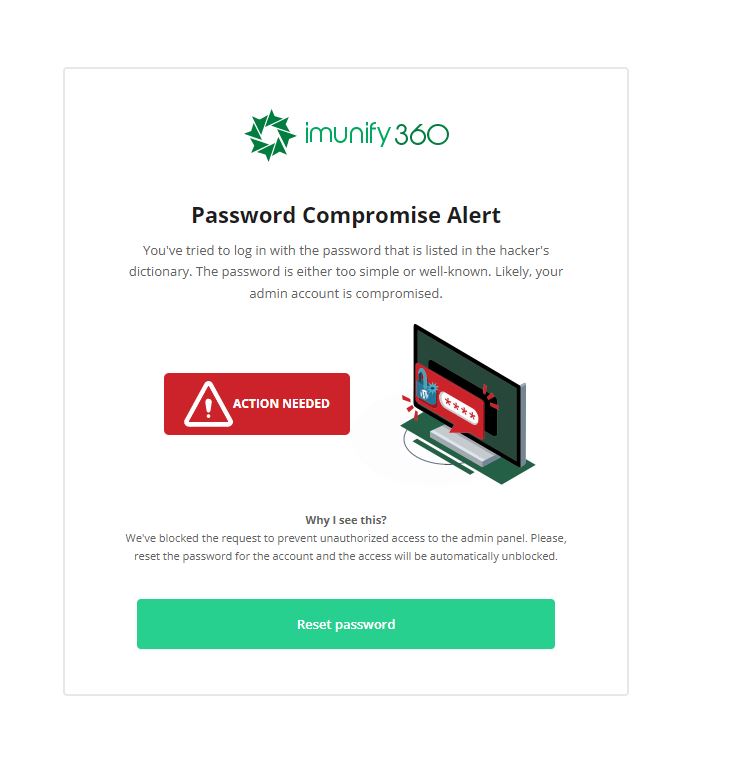 imunify360
Password Compromise Alert
You've tried to log in with the password that is listed in the hacker's
dictionary. The password is either too simple or well-known. Likely, your
admin account is compromised.
ACTION NEEDED
****
Why I see this?
We've blocked the request to prevent unauthorized access to the admin panel. Please,
reset the password for the account and the access will be automatically unblocked.
Reset password